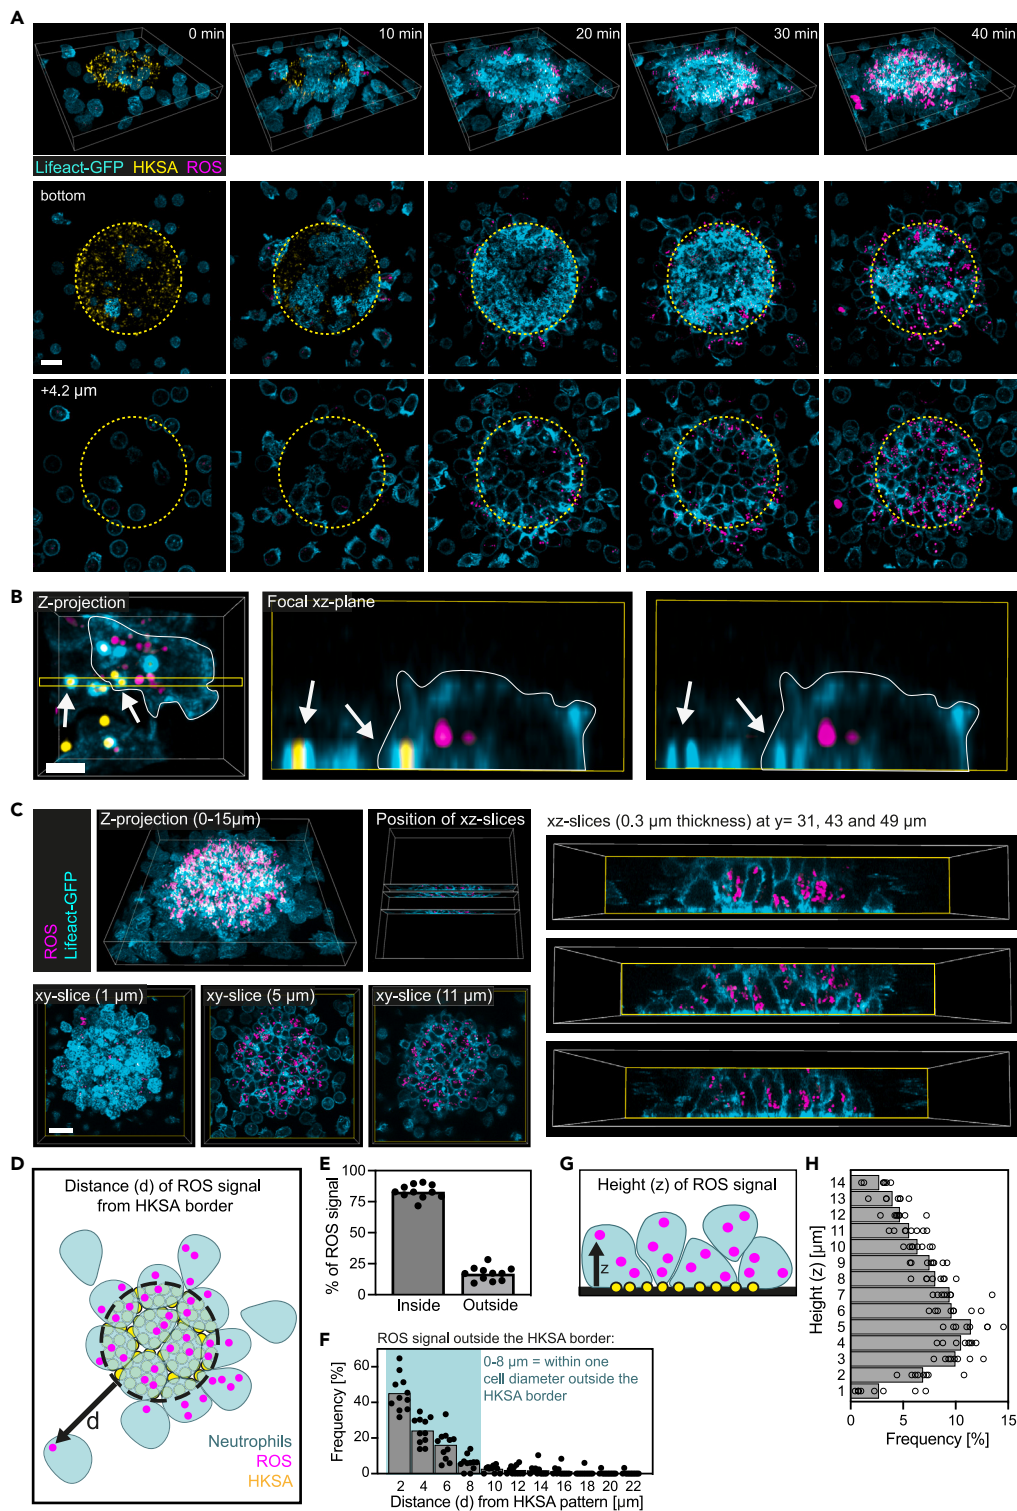 A
0 min
10 min
20 min
30 min
40 min
Lifeact-GFP HKSA ROS
bottom
+4.2 µm
B
Z-projection
Focal xz-plane
C
ROS
Lifeact-GFP
Z-projection (0-15µm)
Position of xz-slices
xz-slices (0.3 µm thickness) at y= 31, 43 and 49 µm
xy-slice (1 µm)
xy-slice (5 µm)
xy-slice (11 µm)
D
Distance (d) of ROS signal
from HKSA border
d
Neutrophils
ROS
HKSA
E
% of ROS signal
100
75
50
25
0
Inside
Outside
F
ROS signal outside the HKSA border:
0-8 µm = within one
cell diameter outside the
HKSA border
Frequency [%]
60
40
20
0
2 4 6 8 10 12 14 16 18 20 22
Distance (d) from HKSA pattern [µm]
G
Height (z) of ROS signal
z
H
Height (z) [µm]
14
13
12
11
10
9
8
7
6
5
4
3
2
1
0 5 10 15
Frequency [%]